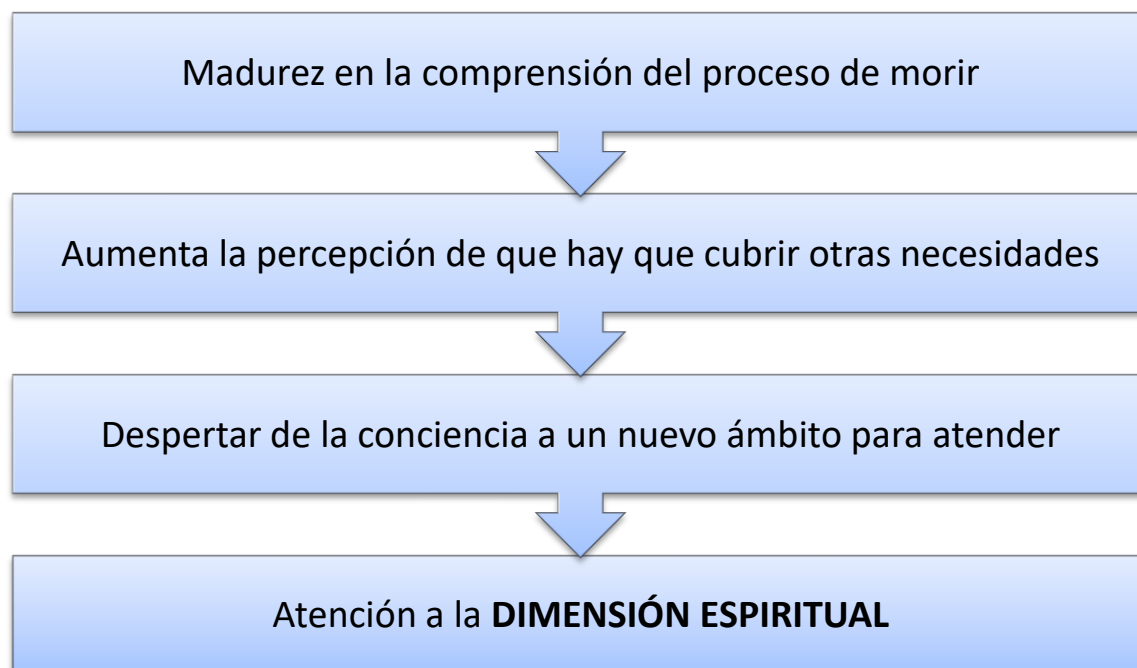 Madurez en la comprensión del proceso de morir
Aumenta la percepción de que hay que cubrir otras necesidades
Despertar de la conciencia a un nuevo ámbito para atender
Atención a la DIMENSIÓN ESPIRITUAL